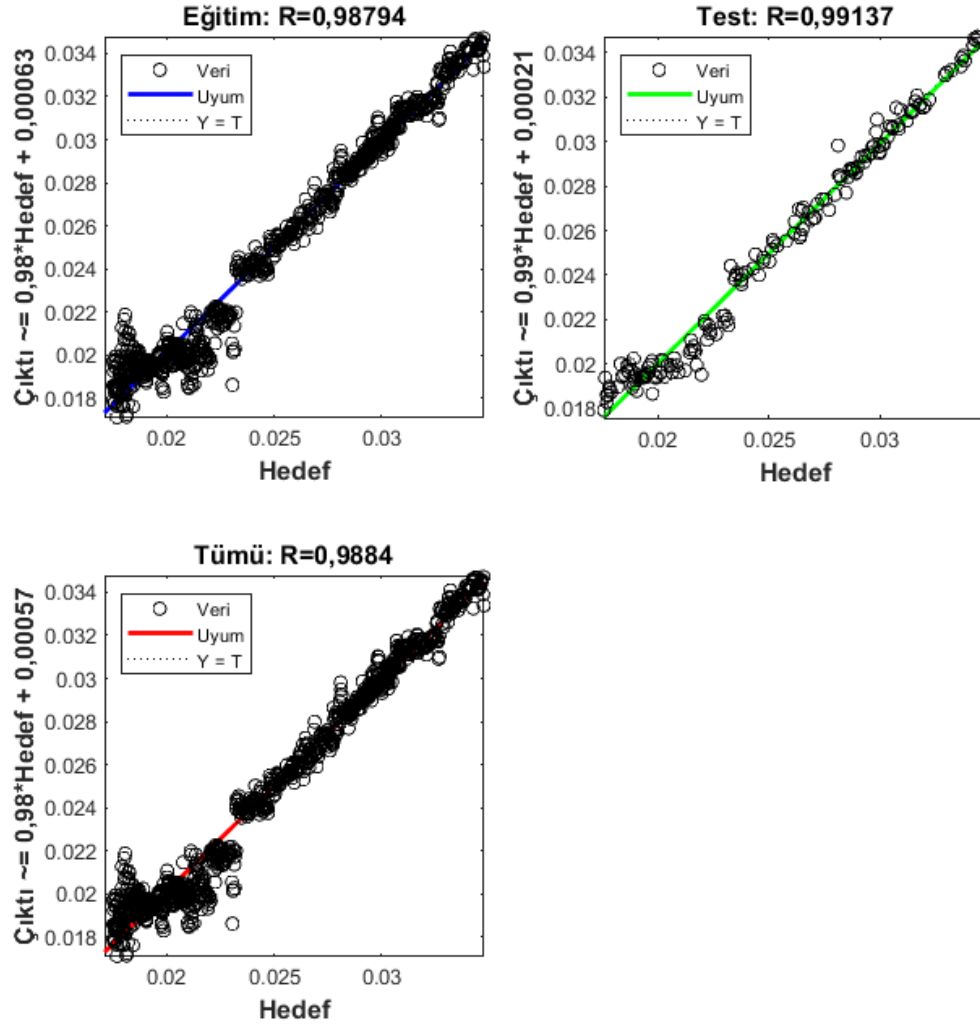 Eğitim: R=0,98794
Çıktı ~= 0,98*Hedef + 0,00063
0.034
0.032
0.03
0.028
0.026
0.024
0.022
0.02
0.018
Veri
Uyum
Y = T
0.02
0.025
0.03
Hedef
Test: R=0,99137
Çıktı ~= 0,99*Hedef + 0,00021
0.034
0.032
0.03
0.028
0.026
0.024
0.022
0.02
0.018
Veri
Uyum
Y = T
0.02
0.025
0.03
Hedef
Tümü: R=0,9884
Çıktı ~= 0,98*Hedef + 0,00057
0.034
0.032
0.03
0.028
0.026
0.024
0.022
0.02
0.018
Veri
Uyum
Y = T
0.02
0.025
0.03
Hedef